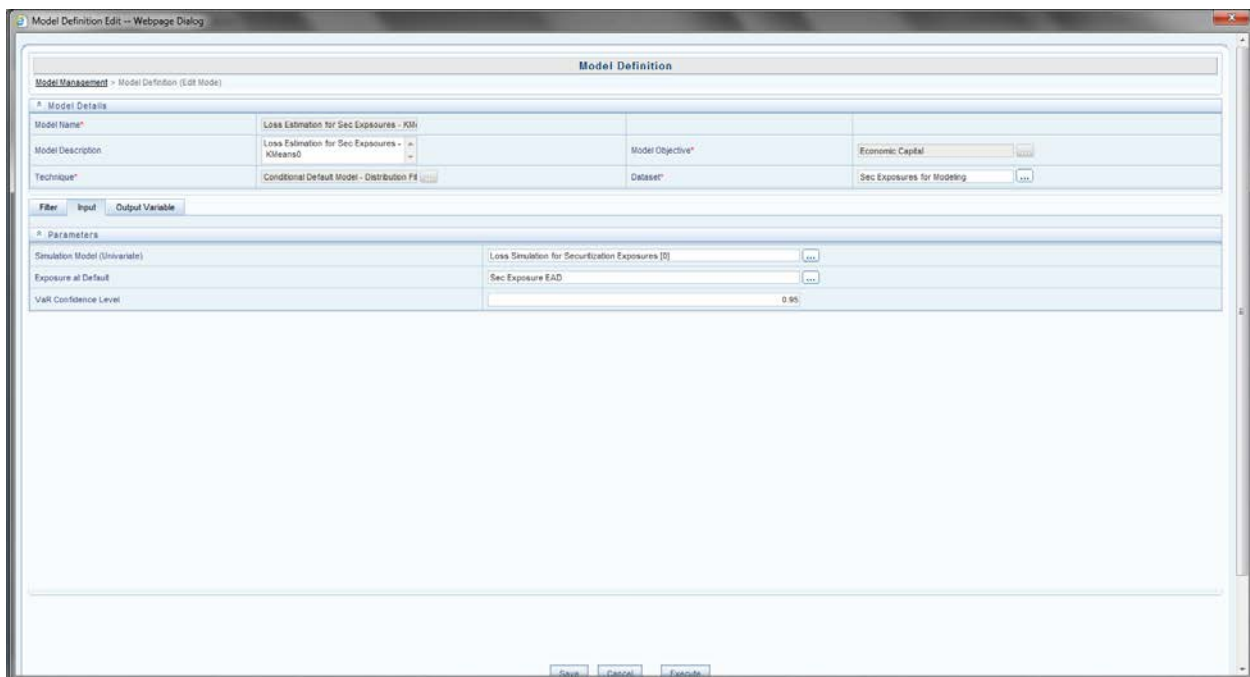 Model Definition Edit -- Webpage Dialog
Model Definition
Model Management > Model Definition (Edit Mode)
Model Details
Model Name* Loss Estimation for Sec Expsoures - KMe
Model Description Loss Estimation for Sec Expsoures - KMeans0 Model Objective* Economic Capital ...
Technique* Conditional Default Model - Distribution Fit ... Dataset* Sec Exposures for Modeling ...
Filter Input Output Variable
Parameters
Simulation Model (Univariate) Loss Simulation for Securitization Exposures [0] ...
Exposure at Default Sec Exposure EAD ...
VaR Confidence Level 0.95
Save Cancel Execute